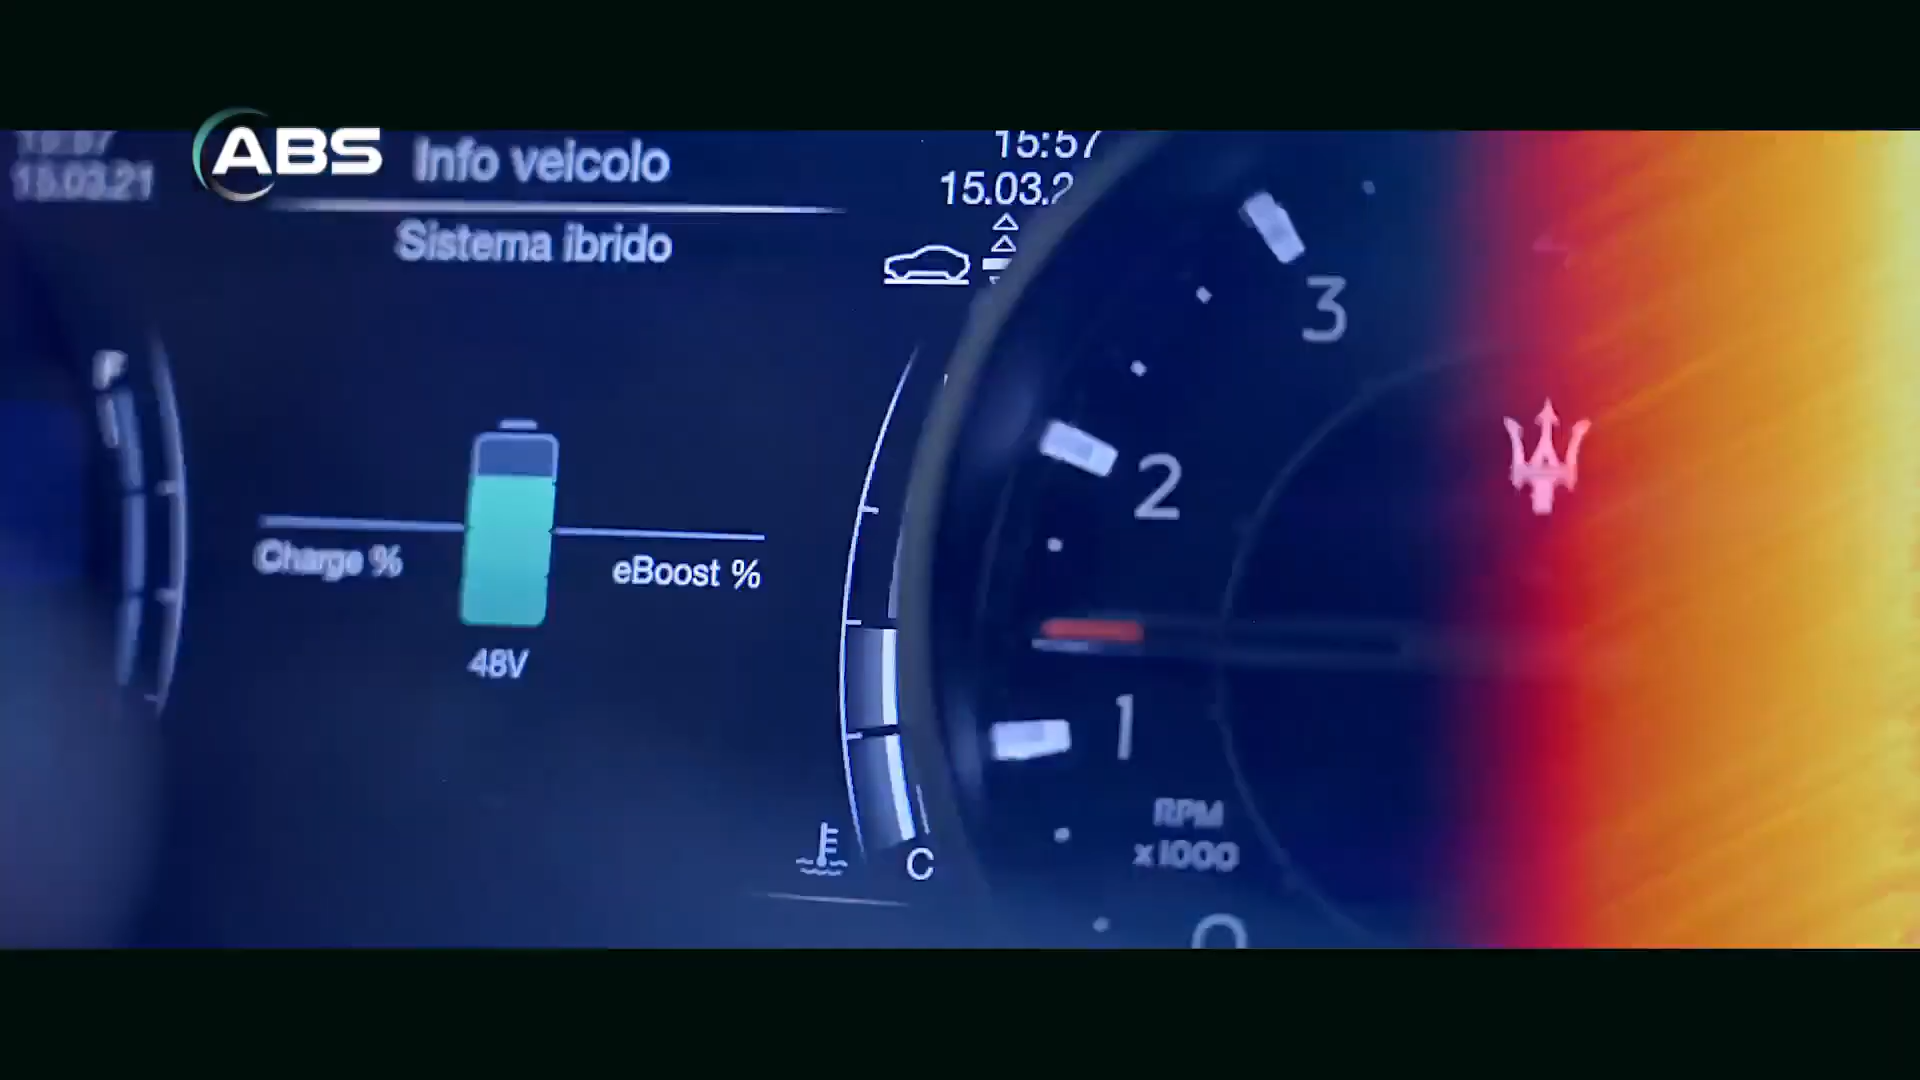 15.03.21
ABS
Info veicolo
15:57
15.03.2
Sistema ibrido
3
2
Charge %
eBoost %
48V
1
RPM
x1000
C
0